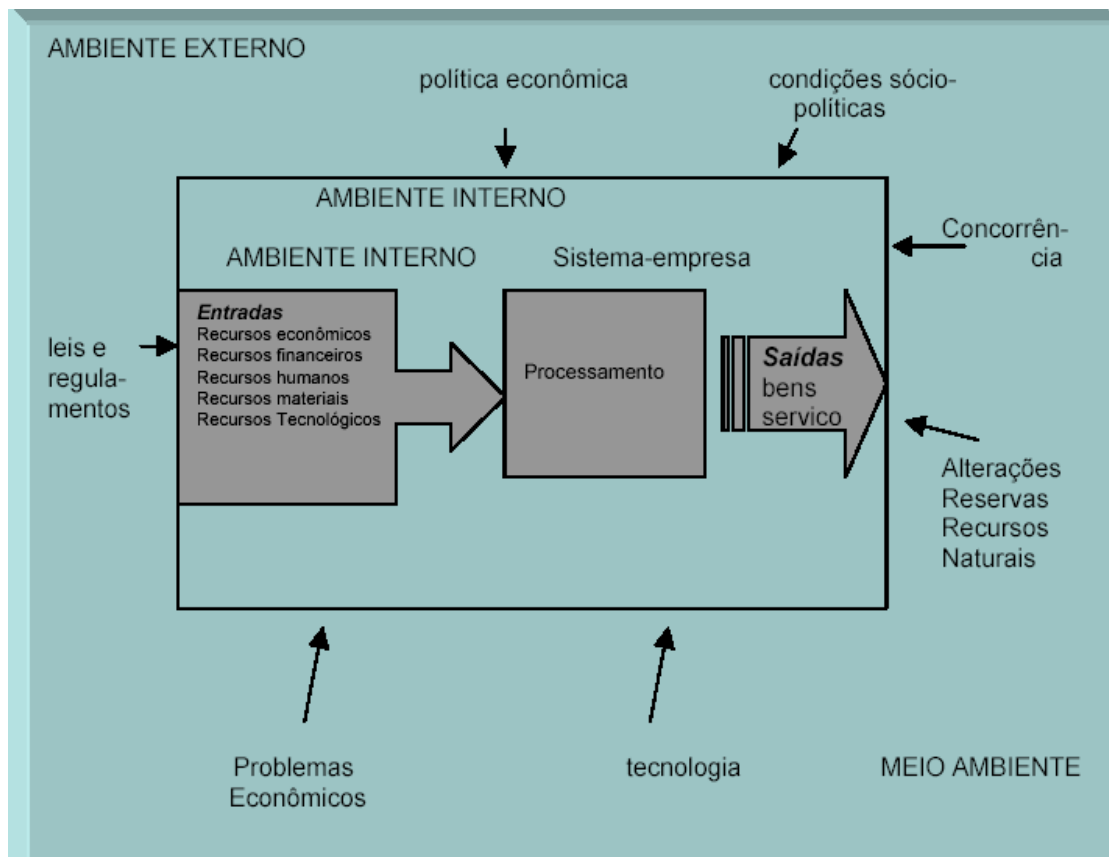 AMBIENTE EXTERNO
política econômica
condições sócio-
políticas
AMBIENTE INTERNO
AMBIENTE INTERNO
Sistema-empresa
Concorrên-
cia
Entradas
Recursos econômicos
Recursos financeiros
Recursos humanos
Recursos materiais
Recursos Tecnológicos
leis e
regula-
mentos
Processamento
Saídas
bens
servico
Alterações
Reservas
Recursos
Naturais
Problemas
Econômicos
tecnologia
MEIO AMBIENTE